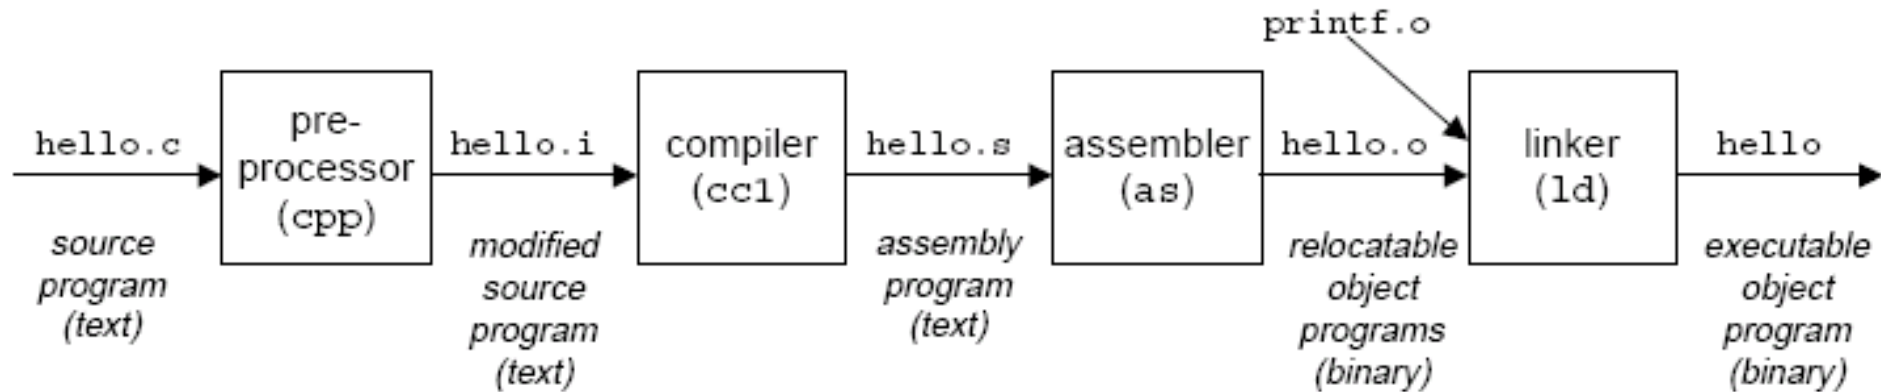 printf.o
hello.c
pre-
processor
(cpp)
hello.i
compiler
(cc1)
hello.s
assembler
(as)
hello.o
linker
(ld)
hello
source
program
(text)
modified
source
program
(text)
assembly
program
(text)
relocatable
object
programs
(binary)
executable
object
program
(binary)